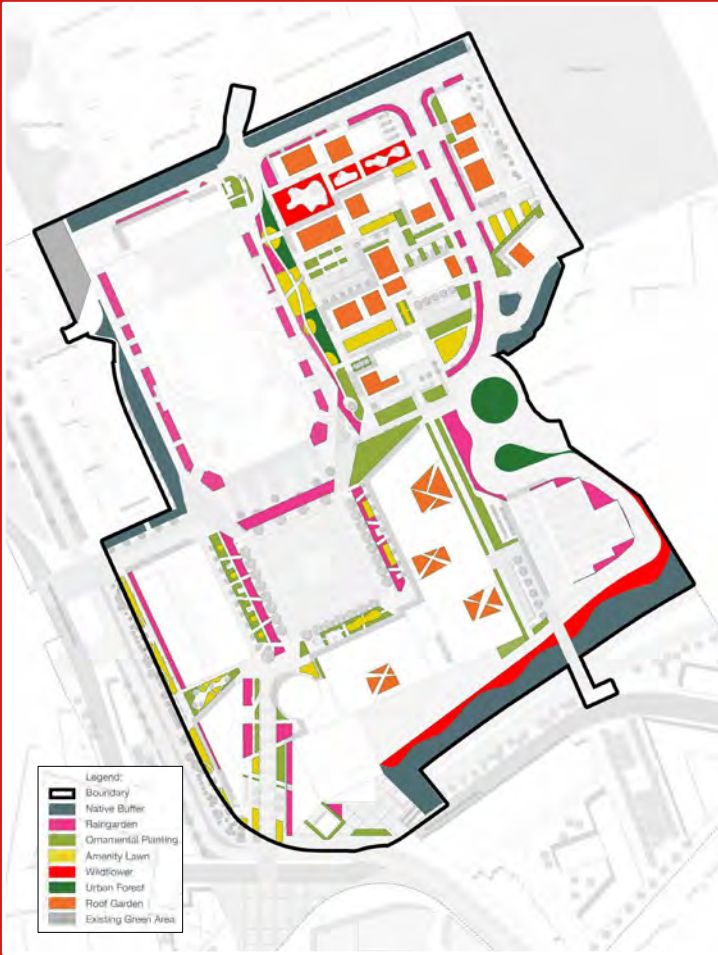 Legend:
Boundary
Native Buffer
Raingarden
Ornamental Planting
Amenity Lawn
Wildflower
Urban Forest
Roof Garden
Existing Green Area